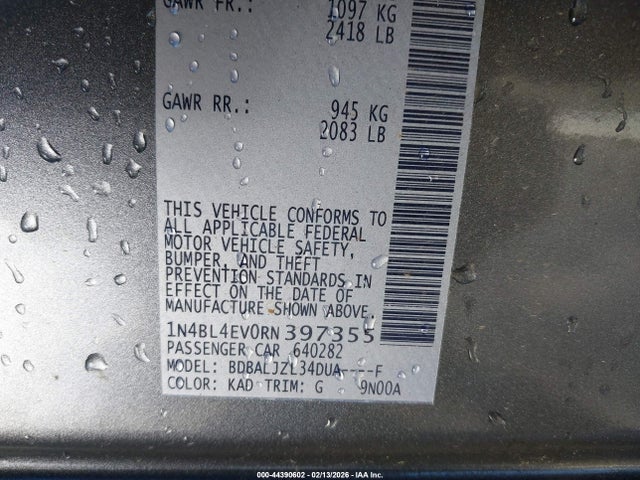 GAWR FR.: 1097 KG
2418 LB
GAWR RR.: 945 KG
2083 LB
THIS VEHICLE CONFORMS TO
ALL APPLICABLE FEDERAL
MOTOR VEHICLE SAFETY,
BUMPER, AND THEFT
PREVENTION STANDARDS IN
EFFECT ON THE DATE OF
MANUFACTURE SHOWN ABOVE.
1N4BL4EV0RN397355
PASSENGER CAR 640282
MODEL: BDBALJZL34DUA----F
COLOR: KAD TRIM: G 9N00A
000-44390602 - 02/13/2026 - IAA Inc.